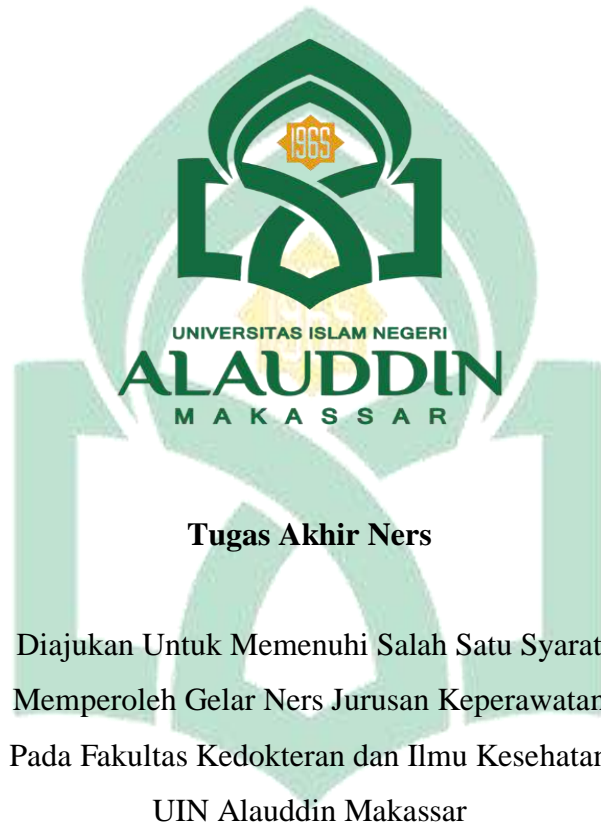 1965
UNIVERSITAS ISLAM NEGERI
ALAUDDIN
MAKASSAR
Tugas Akhir Ners
Diajukan Untuk Memenuhi Salah Satu Syarat
Memperoleh Gelar Ners Jurusan Keperawatan
Pada Fakultas Kedokteran dan Ilmu Kesehatan
UIN Alauddin Makassar